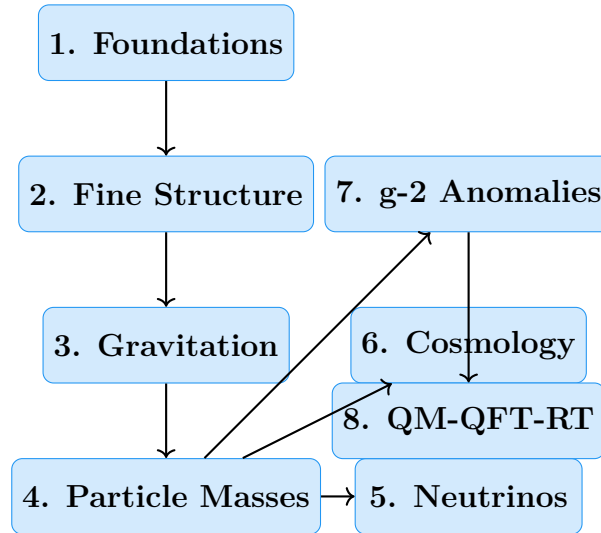 1. Foundations
2. Fine Structure
7. g-2 Anomalies
3. Gravitation
6. Cosmology
8. QM-QFT-RT
4. Particle Masses
5. Neutrinos